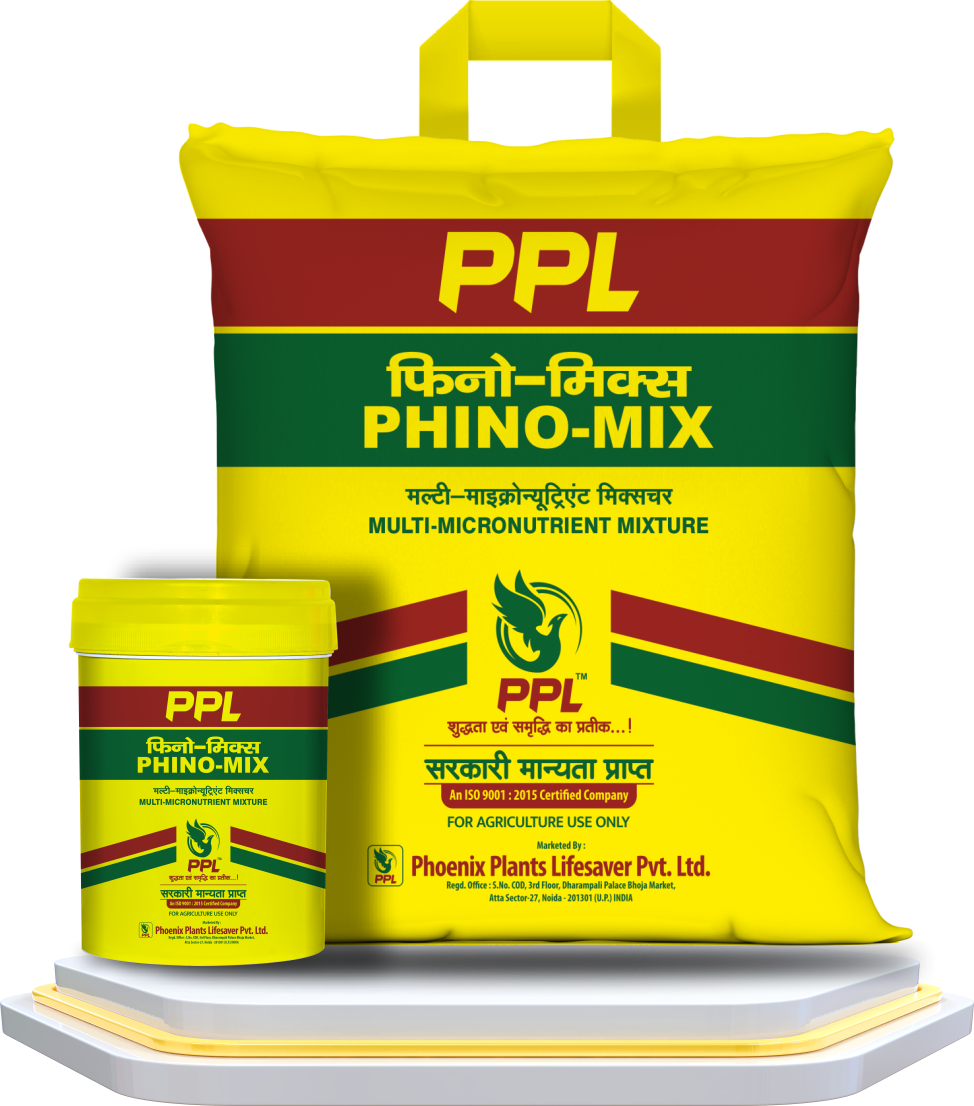 PPL
फिनो–मिक्स
PHINO-MIX
मल्टी–माइक्रोन्यूट्रिएंट मिक्सचर
MULTI-MICRONUTRIENT MIXTURE
PPL™
शुद्धता एवं समृद्धि का प्रतीक...!
सरकारी मान्यता प्राप्त
An ISO 9001 : 2015 Certified Company
FOR AGRICULTURE USE ONLY
Marketed By :
PPL
Phoenix Plants Lifesaver Pvt. Ltd.
Regd. Office : S.No. COD, 3rd Floor, Dharampali Palace Bhoja Market,
Atta Sector-27, Noida - 201301 (U.P.) INDIA
PPL
फिनो–मिक्स
PHINO-MIX
मल्टी–माइक्रोन्यूट्रिएंट मिक्सचर
MULTI-MICRONUTRIENT MIXTURE
PPL
शुद्धता एवं समृद्धि का प्रतीक...!
सरकारी मान्यता प्राप्त
An ISO 9001 : 2015 Certified Company
FOR AGRICULTURE USE ONLY
Marketed By :
PPL
Phoenix Plants Lifesaver Pvt. Ltd.